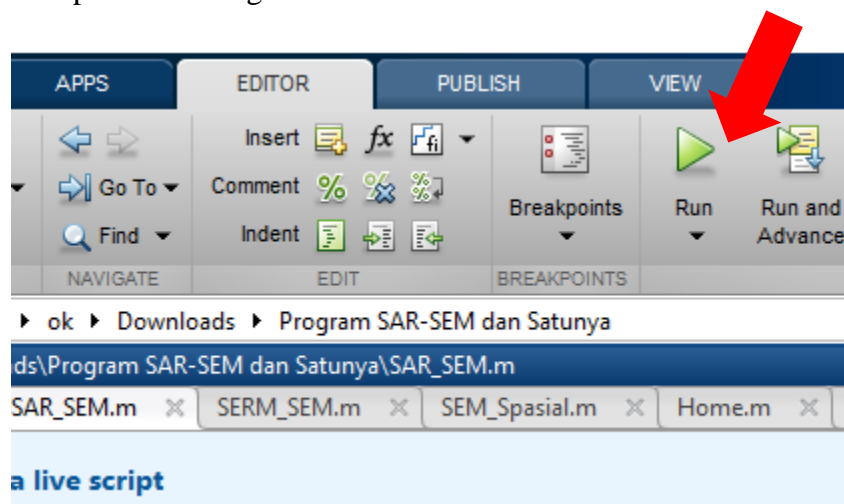 APPS EDITOR PUBLISH VIEW
Insert fx fi
Go To Comment % % %
Breakpoints Run Run and
Find Indent Advance
NAVIGATE EDIT BREAKPOINTS
ok Downloads Program SAR-SEM dan Satunya
ds\Program SAR-SEM dan Satunya\SAR_SEM.m
SAR_SEM.m SERM_SEM.m SEM_Spasial.m Home.m
a live script